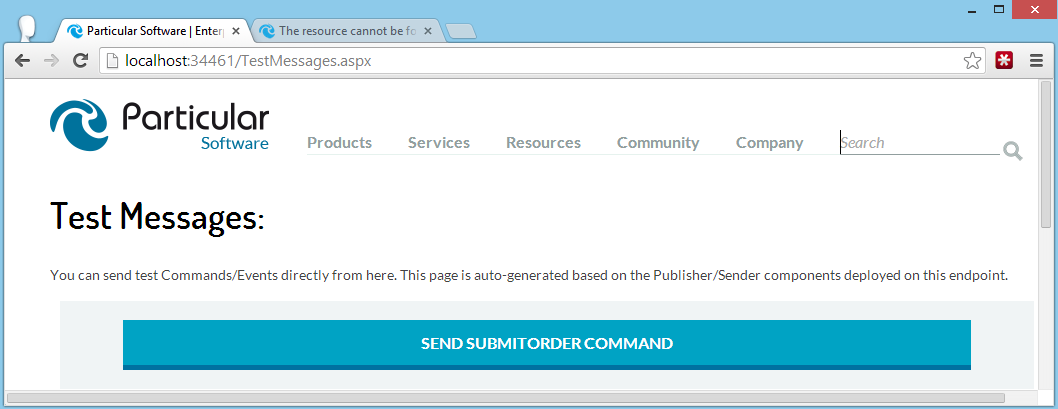 Particular Software | Enter
The resource cannot be fo
localhost:34461/TestMessages.aspx
Particular
Software
Products Services Resources Community Company Search
Test Messages:
You can send test Commands/Events directly from here. This page is auto-generated based on the Publisher/Sender components deployed on this endpoint.
SEND SUBMITORDER COMMAND